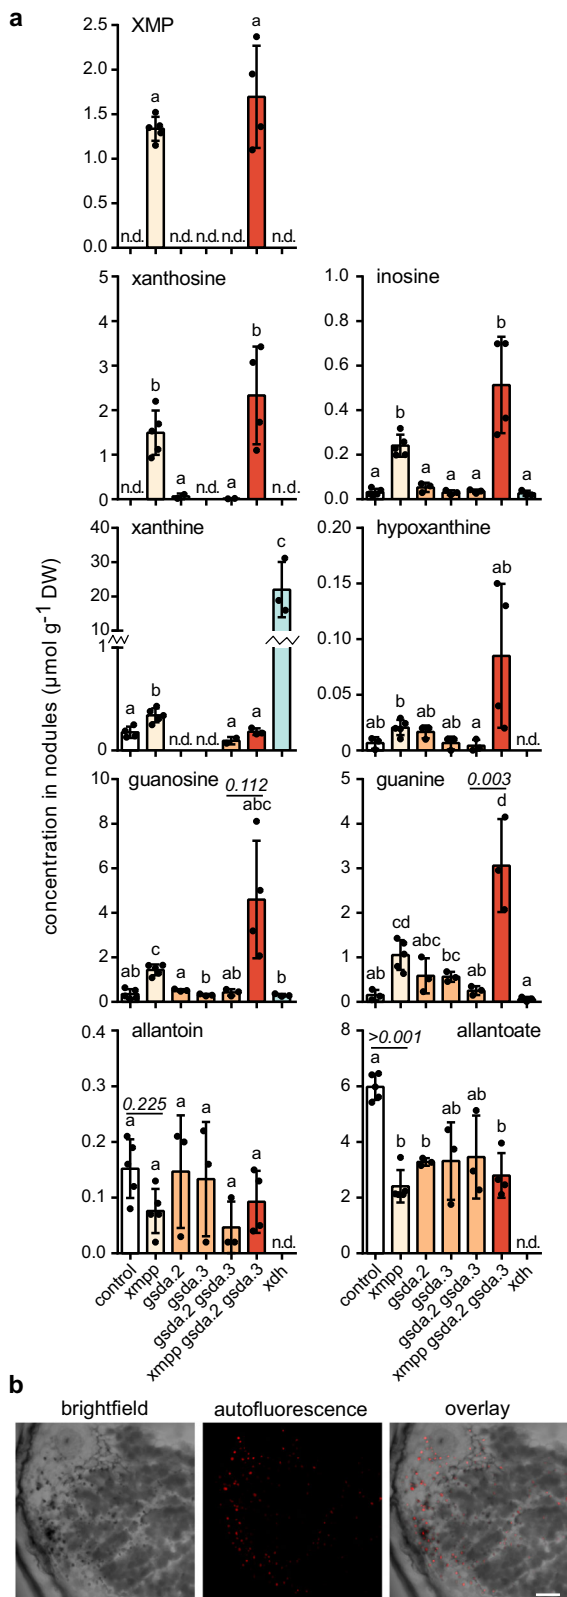 a
XMP
2.5
2.0
1.5
1.0
0.5
0.0
n.d.
a
n.d.
n.d.
n.d.
a
n.d.
xanthosine
5
4
3
2
1
0
n.d.
b
a
n.d.
a
b
n.d.
inosine
1.0
0.8
0.6
0.4
0.2
0.0
a
b
a
a
a
b
a
concentration in nodules (µmol g-1 DW)
xanthine
40
30
20
10
1
0
a
b
n.d.
n.d.
a
a
c
hypoxanthine
0.20
0.15
0.10
0.05
0
ab
b
ab
ab
a
ab
n.d.
guanosine
10
8
6
4
2
0
ab
c
a
b
ab
0.112
abc
b
guanine
5
4
3
2
1
0
ab
cd
abc
bc
ab
0.003
d
a
allantoin
0.4
0.3
0.2
0.1
0.0
0.225
a
a
a
a
a
a
n.d.
allantoate
8
6
4
2
0
>0.001
a
b
b
ab
ab
b
n.d.
control
xmpp
gsda.2
gsda.3
gsda.2 gsda.3
xmpp gsda.2 gsda.3
xdh
control
xmpp
gsda.2
gsda.3
gsda.2 gsda.3
xmpp gsda.2 gsda.3
xdh
b
brightfield
autofluorescence
overlay